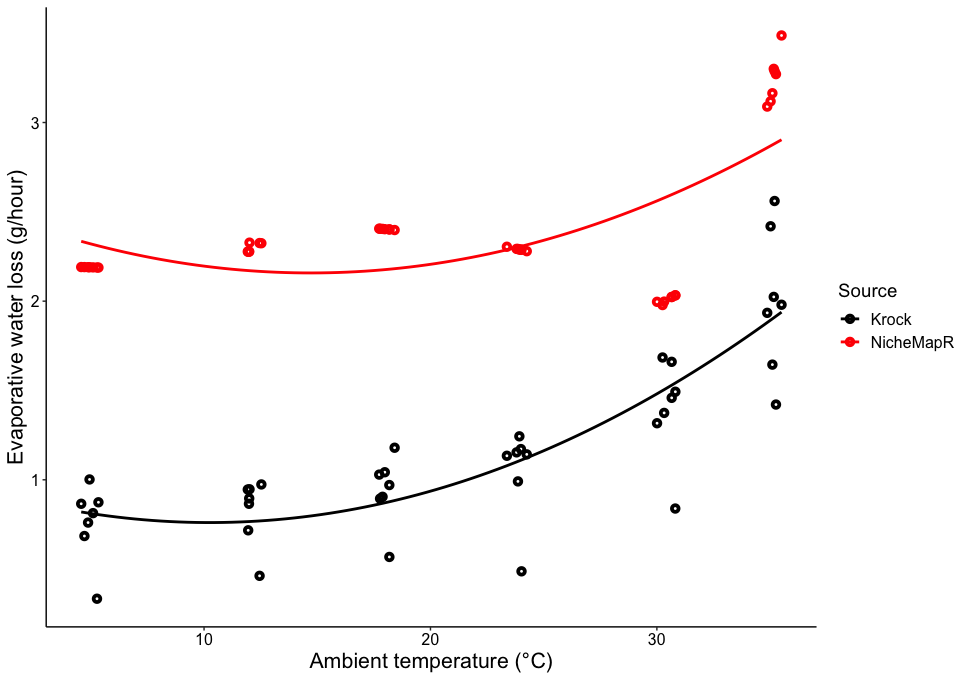 Evaporative water loss (g/hour)
3
2
1
10 20 30
Ambient temperature (°C)
Source
Krock
NicheMapR